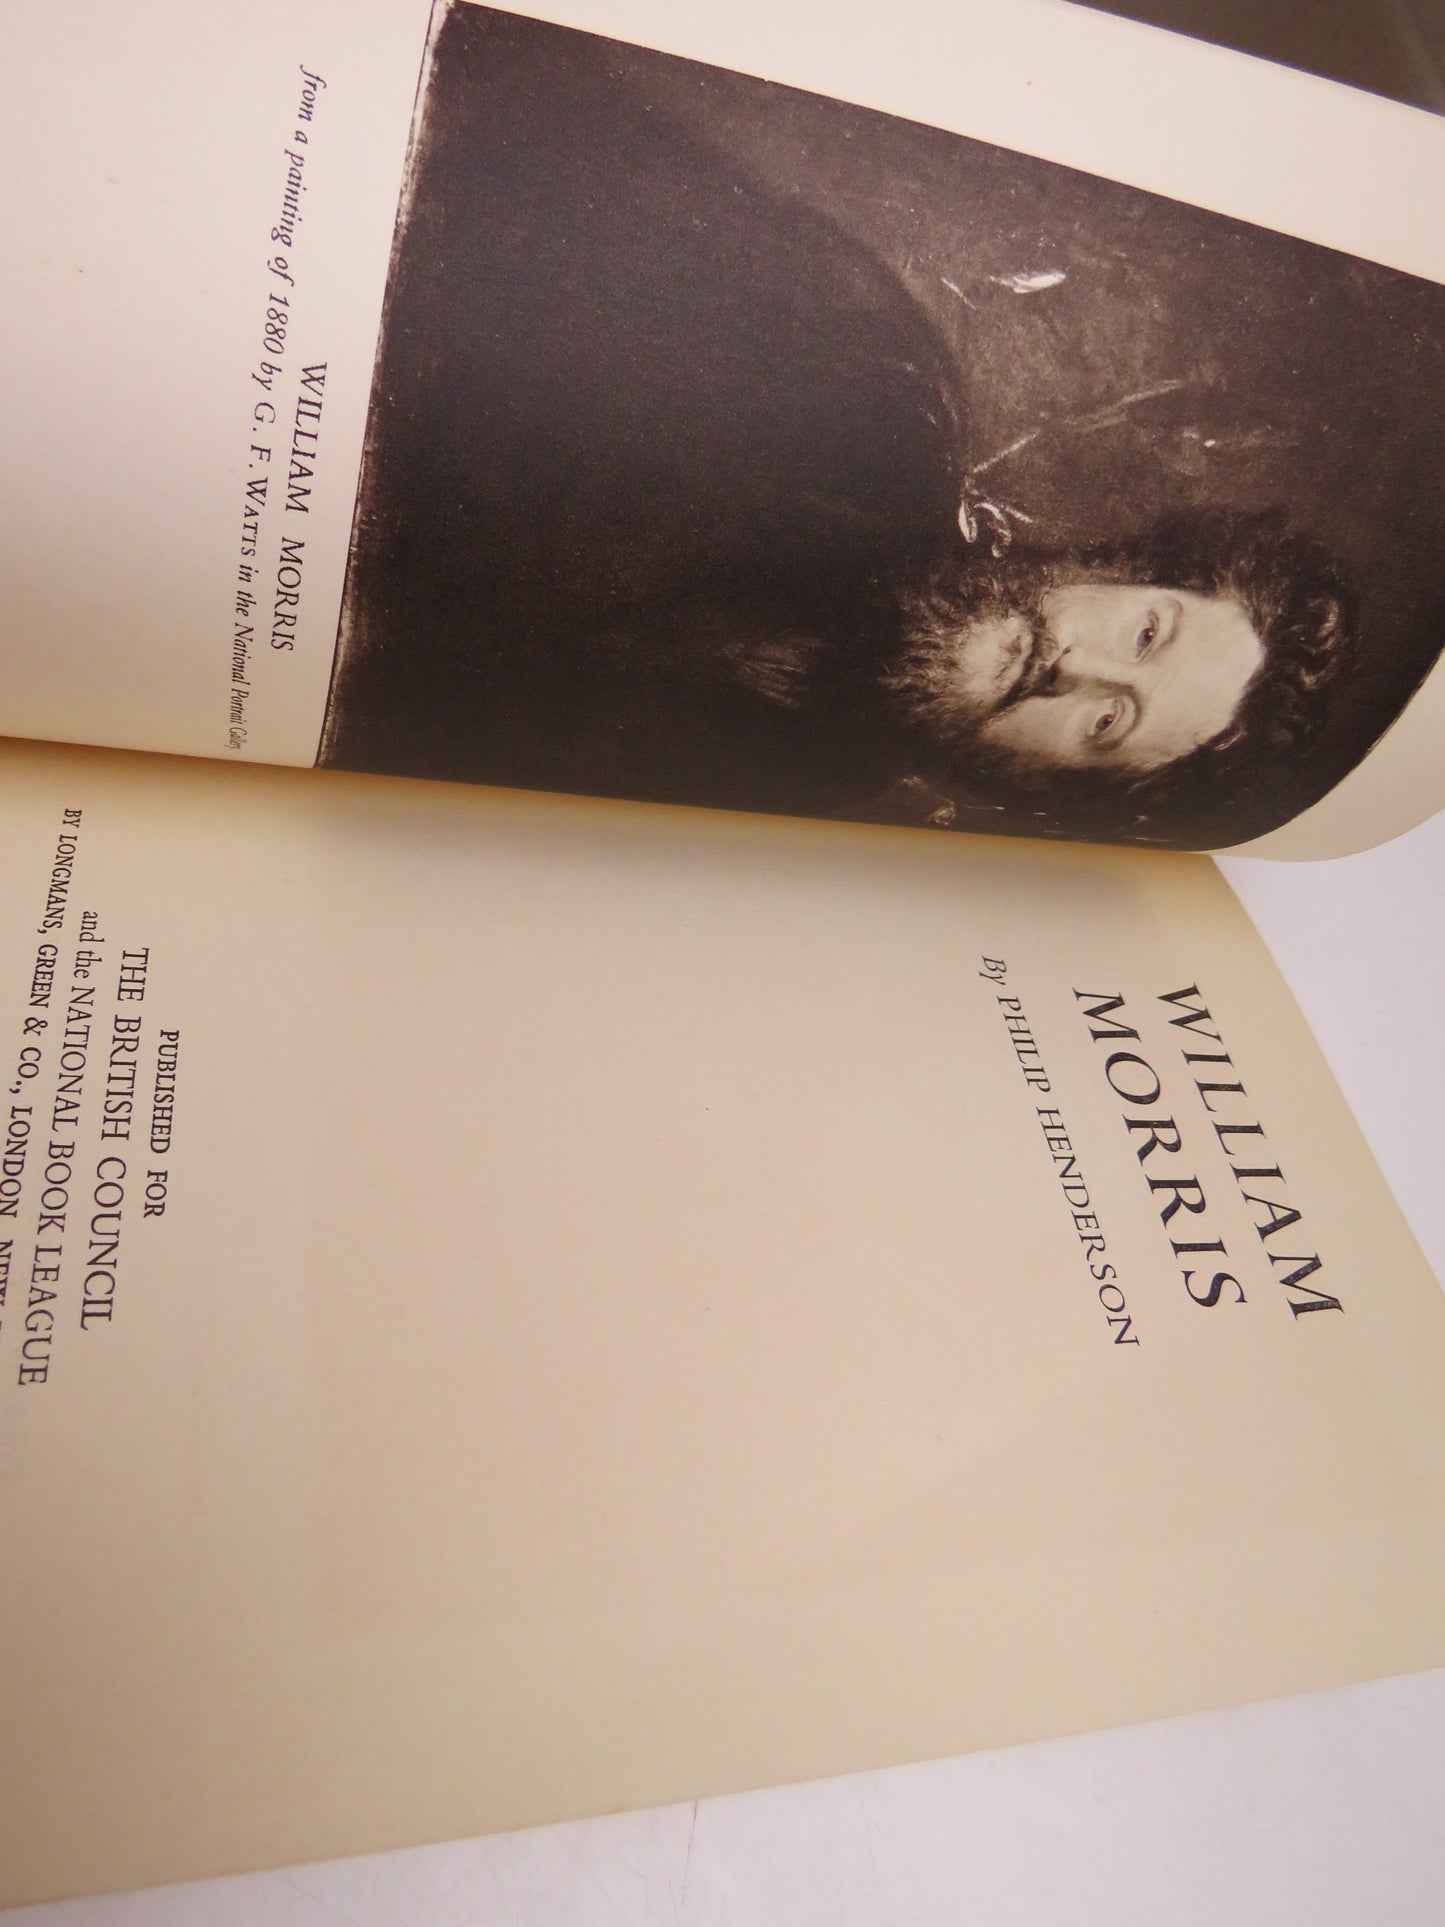 WILLIAM MORRIS
from a painting of 1880 by G. F. WATTS in the National Portrait Gallery
WILLIAM
MORRIS
By PHILIP HENDERSON
PUBLISHED FOR
THE BRITISH COUNCIL
and the NATIONAL BOOK LEAGUE
BY LONGMANS, GREEN & CO., LONDON, NEW